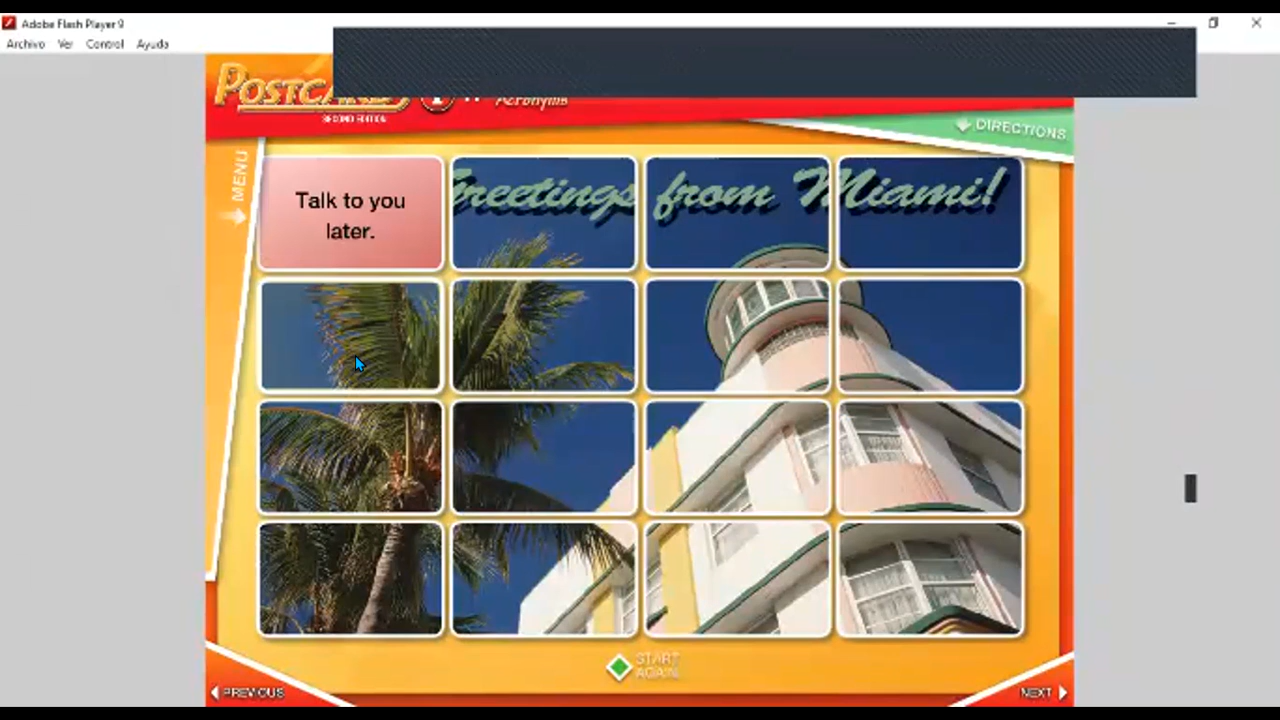 Adobe Flash Player 9
Archivo Ver Control Ayuda
SECOND EDITION
Acronyms
DIRECTIONS
MENU
Greetings from Miami!
Talk to you
later.
START
AGAIN
PREVIOUS
NEXT